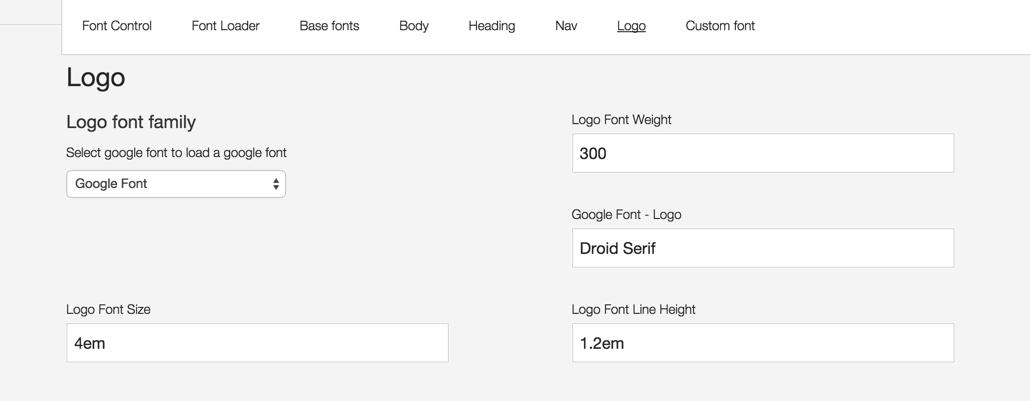 Font Control Font Loader Base fonts Body Heading Nav Logo Custom font
Logo
Logo font family
Select google font to load a google font
Google Font
Logo Font Weight
300
Google Font - Logo
Droid Serif
Logo Font Size
4em
Logo Font Line Height
1.2em